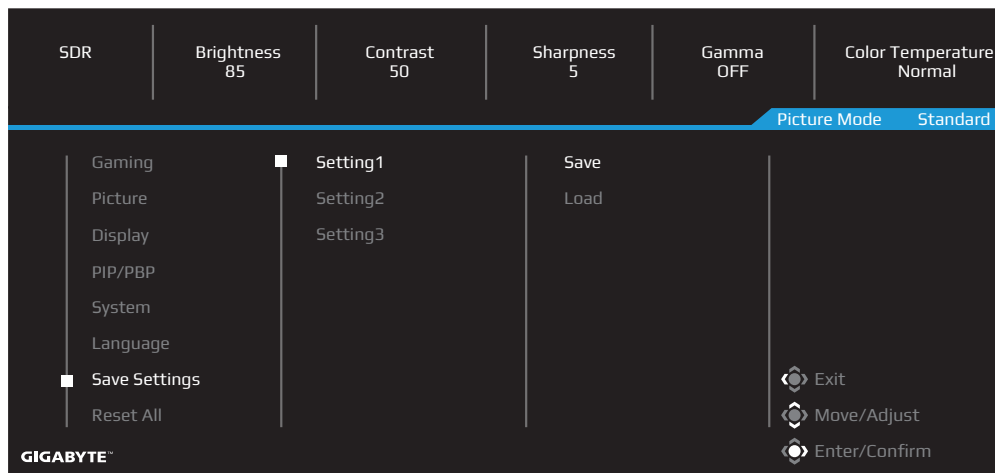 SDR
Brightness
85
Contrast
50
Sharpness
5
Gamma
OFF
Color Temperature
Normal
Picture Mode Standard
Gaming
Picture
Display
PIP/PBP
System
Language
Save Settings
Reset All
Setting1
Setting2
Setting3
Save
Load
Exit
Move/Adjust
Enter/Confirm
GIGABYTE™